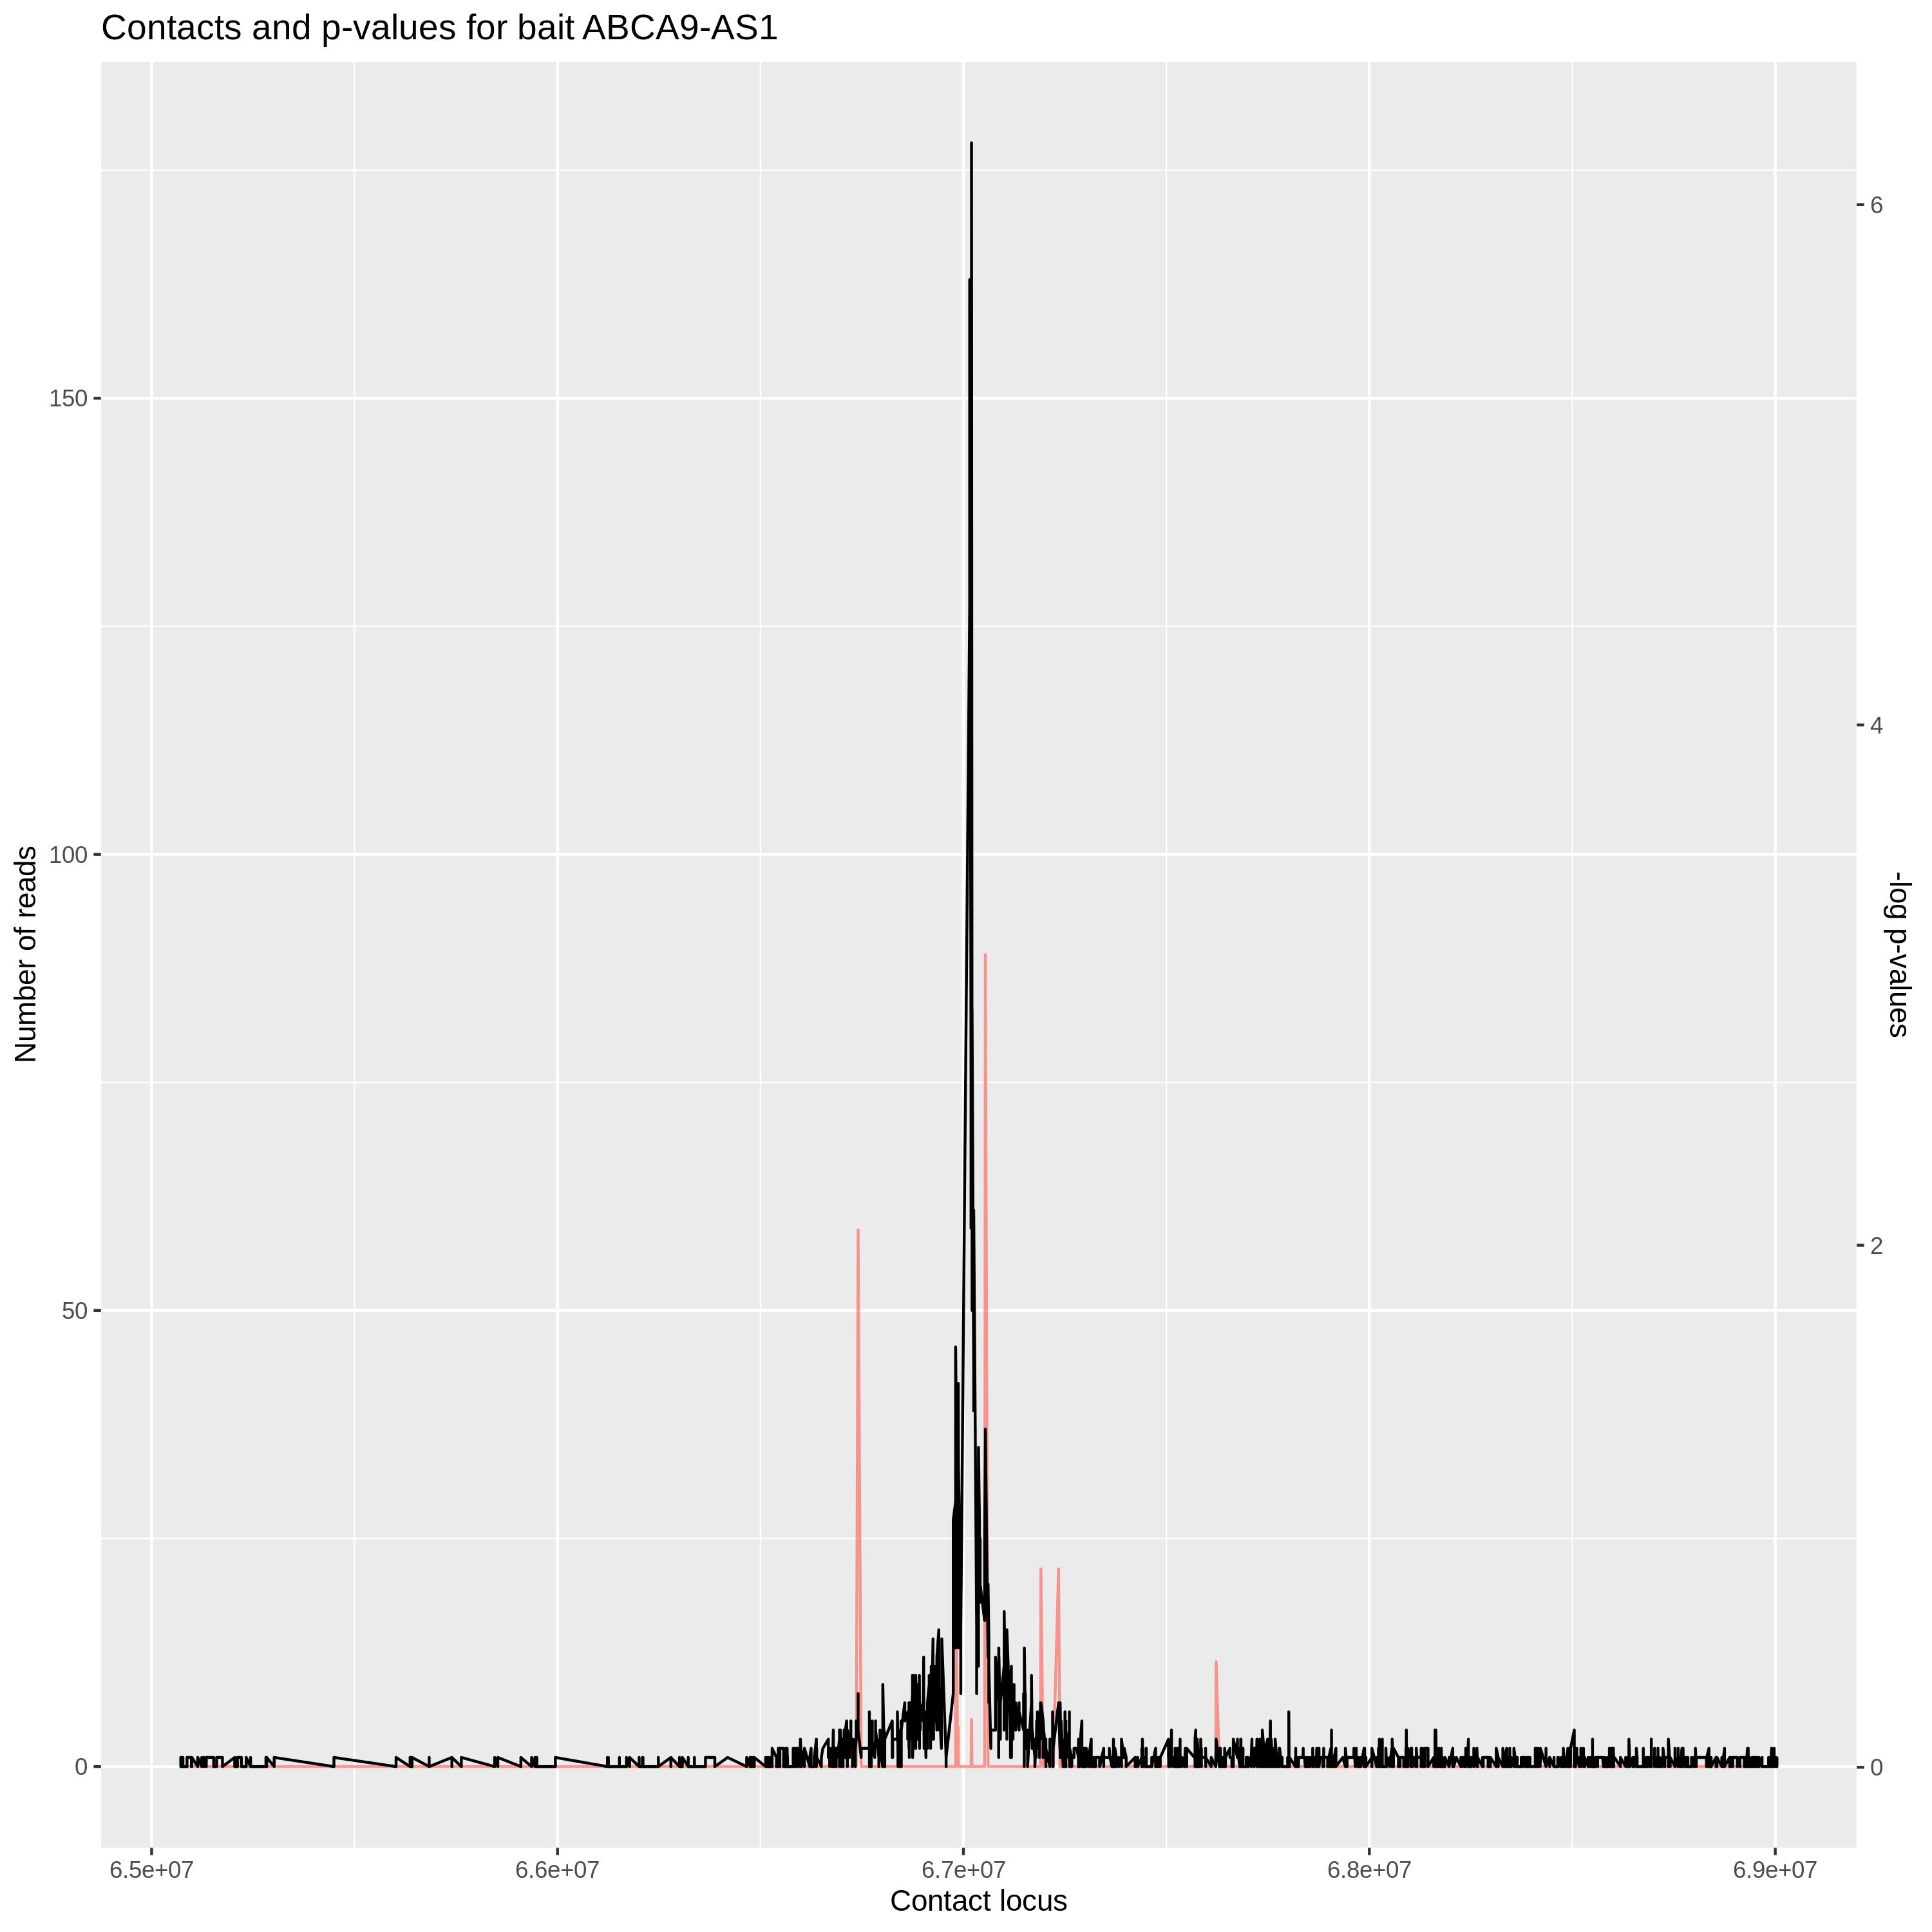 Contacts and p-values for bait ABCA9-AS1
150
100
50
0
6
4
2
0
Number of reads
-log p-values
6.5e+07
6.6e+07
6.7e+07
6.8e+07
6.9e+07
Contact locus